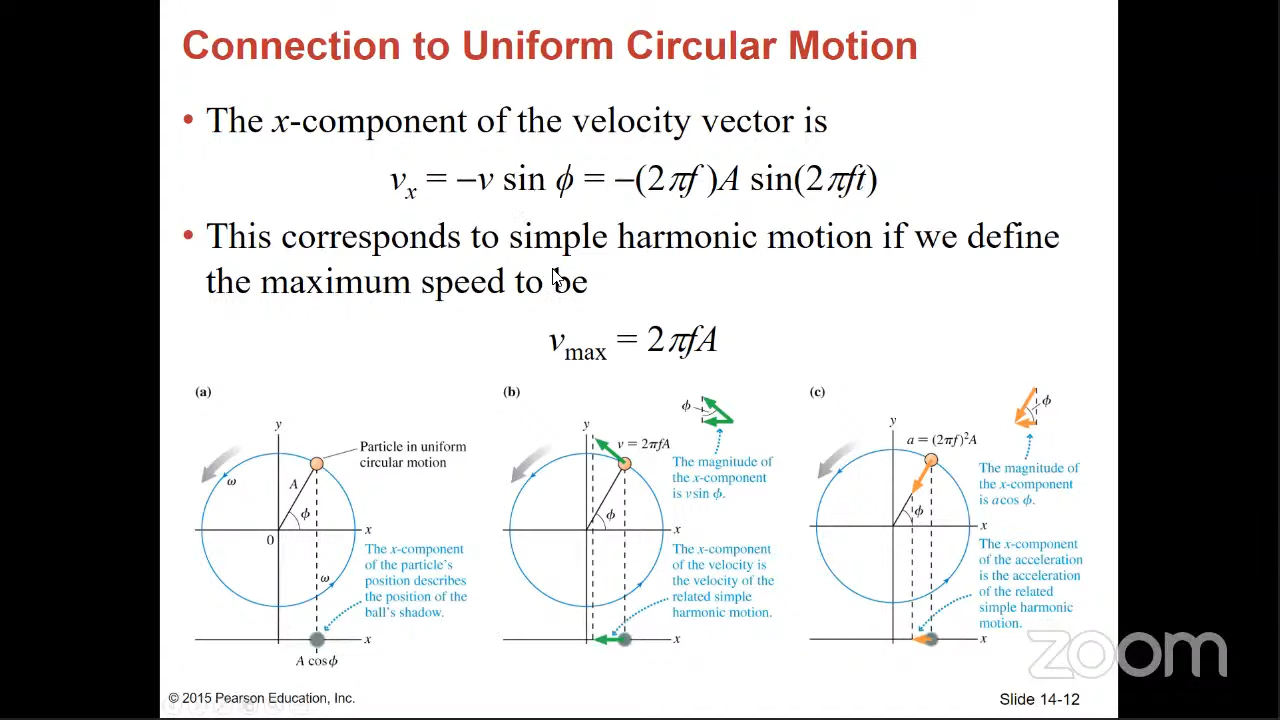 Connection to Uniform Circular Motion
• The x-component of the velocity vector is
vₓ = −v sin ϕ = −(2πf )A sin(2πft)
• This corresponds to simple harmonic motion if we define
the maximum speed to be
vmax = 2πfA
(a)
y
Particle in uniform
circular motion
ω
A
ϕ
x
0
The x-component
of the particle's
position describes
the position of the
ball's shadow.
ω
x
A cos ϕ
(b)
ϕ
y
v = 2πfA
The magnitude of
the x-component
is v sin ϕ.
ϕ
x
The x-component
of the velocity is
the velocity of the
related simple
harmonic motion.
x
(c)
ϕ
y
a = (2πf)²A
The magnitude of
the x-component
is a cos ϕ.
ϕ
x
The x-component
of the acceleration
is the acceleration
of the related
simple harmonic
motion.
x
zoom
© 2015 Pearson Education, Inc.
Slide 14-12